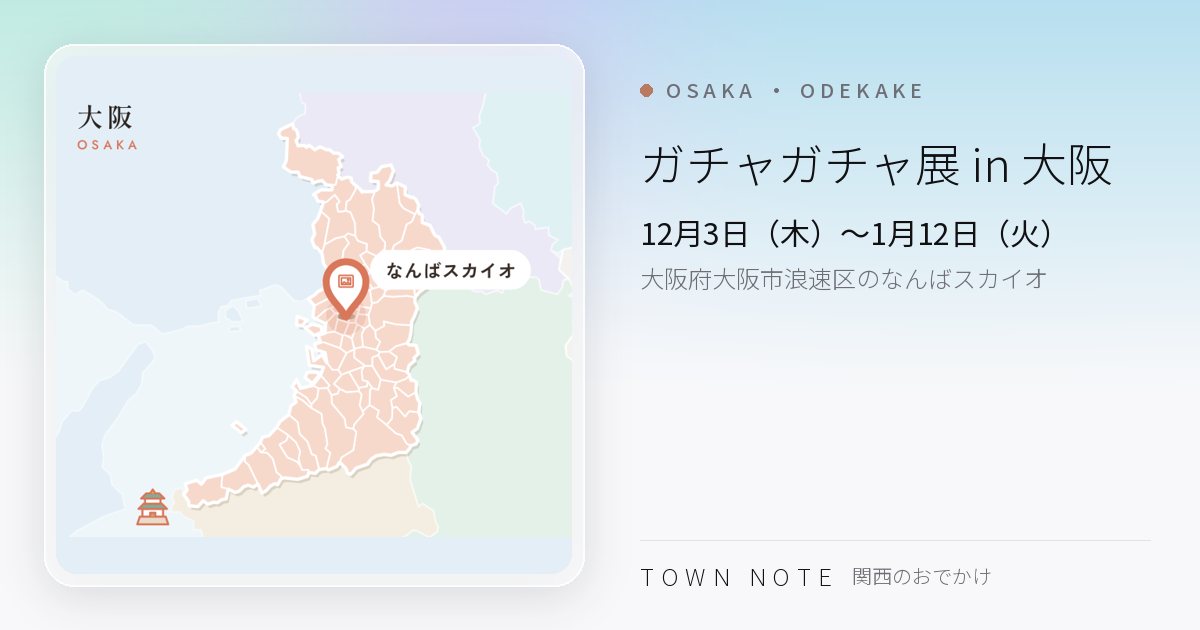 大阪
OSAKA
なんばスカイオ
OSAKA • ODEKAKE
ガチャガチャ展 in 大阪
12月3日（木）～1月12日（火）
大阪府大阪市浪速区のなんばスカイオ
TOWN NOTE 関西のおでかけ